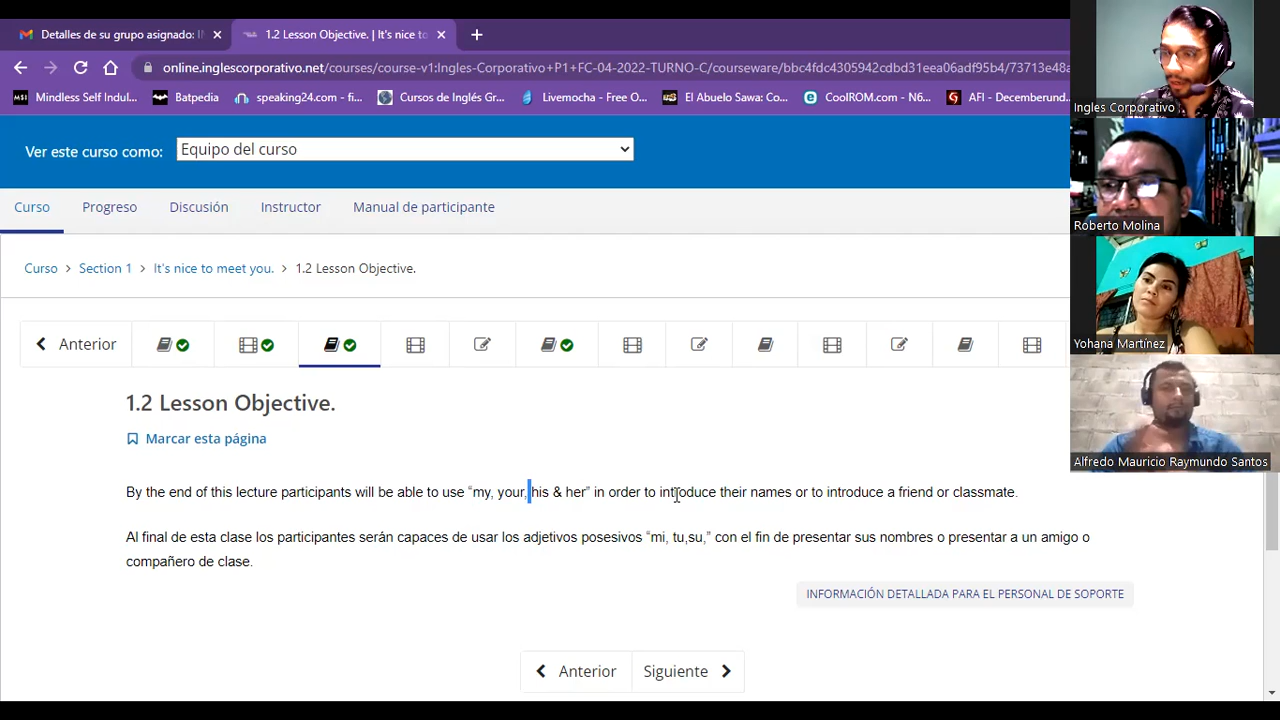 Detalles de su grupo asignado: I
1.2 Lesson Objective. | It's nice to
online.inglescorporativo.net/courses/course-v1:Ingles_Corporativo+P1+FC-04-2022-TURNO-C/courseware/bbc4fdc4305942cdbd31eea06adf95b4/73713e48a
Mindless Self Indul...
Batpedia
speaking24.com - fi...
Cursos de Inglés Gr...
Livemocha - Free O...
El Abuelo Sawa: Co...
CoolROM.com - N6...
AFI - Decemberund...
Ver este curso como:
Equipo del curso
Curso
Progreso
Discusión
Instructor
Manual de participante
Curso > Section 1 > It's nice to meet you. > 1.2 Lesson Objective.
Anterior
1.2 Lesson Objective.
Marcar esta página
By the end of this lecture participants will be able to use “my, your, his & her” in order to introduce their names or to introduce a friend or classmate.
Al final de esta clase los participantes serán capaces de usar los adjetivos posesivos “mi, tu,su,” con el fin de presentar sus nombres o presentar a un amigo o
compañero de clase.
INFORMACIÓN DETALLADA PARA EL PERSONAL DE SOPORTE
Anterior
Siguiente
Ingles Corporativo
Roberto Molina
Yohana Martínez
Alfredo Mauricio Raymundo Santos